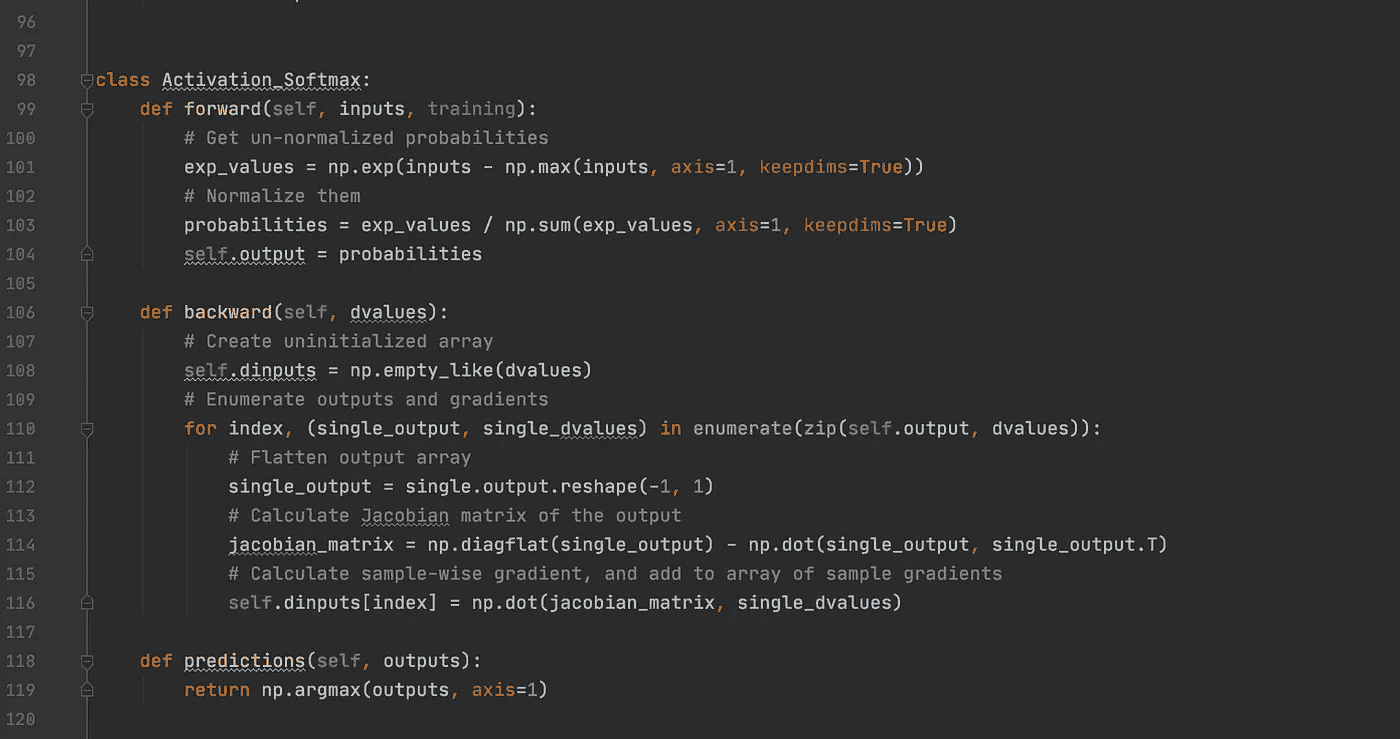 96
97
98 class Activation_Softmax:
99     def forward(self, inputs, training):
100         # Get un-normalized probabilities
101         exp_values = np.exp(inputs - np.max(inputs, axis=1, keepdims=True))
102         # Normalize them
103         probabilities = exp_values / np.sum(exp_values, axis=1, keepdims=True)
104         self.output = probabilities
105
106     def backward(self, dvalues):
107         # Create uninitialized array
108         self.dinputs = np.empty_like(dvalues)
109         # Enumerate outputs and gradients
110         for index, (single_output, single_dvalues) in enumerate(zip(self.output, dvalues)):
111             # Flatten output array
112             single_output = single.output.reshape(-1, 1)
113             # Calculate Jacobian matrix of the output
114             jacobian_matrix = np.diagflat(single_output) - np.dot(single_output, single_output.T)
115             # Calculate sample-wise gradient, and add to array of sample gradients
116             self.dinputs[index] = np.dot(jacobian_matrix, single_dvalues)
117
118     def predictions(self, outputs):
119         return np.argmax(outputs, axis=1)
120